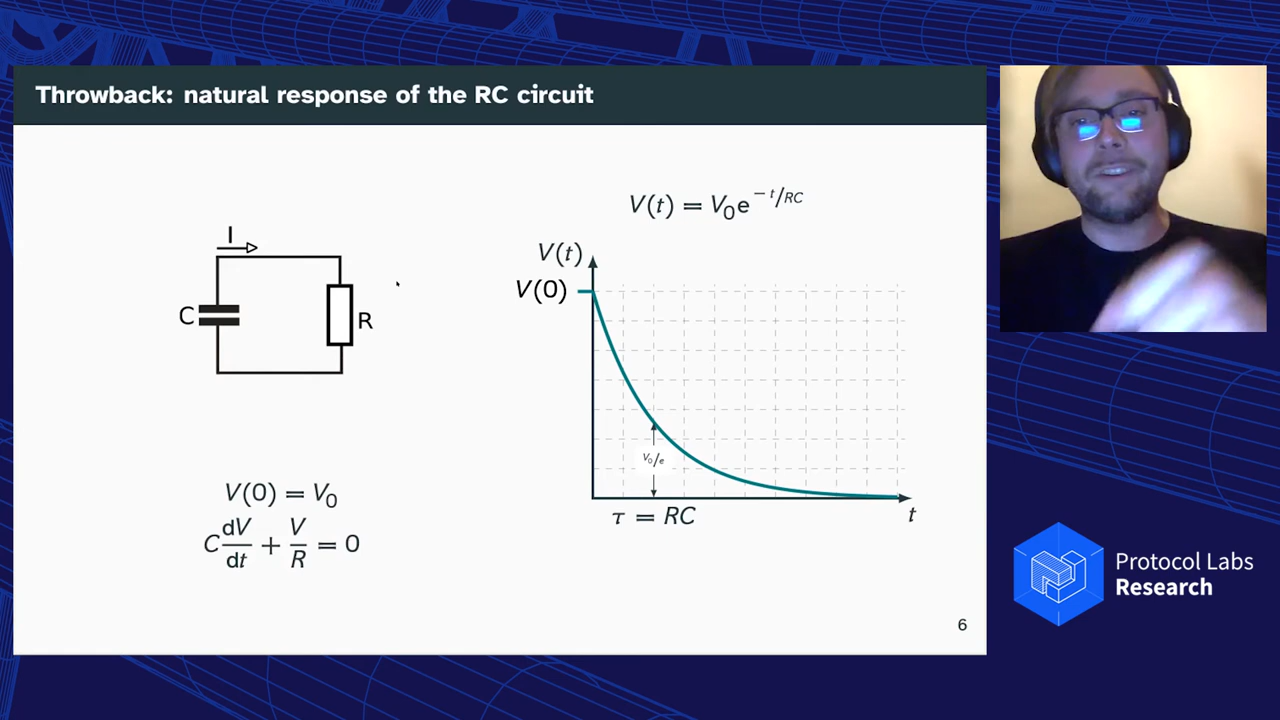 Throwback: natural response of the RC circuit
I
C
R
V(0) = V₀
C dV/dt + V/R = 0
V(t) = V₀e^(−t/RC)
V(t)
V(0)
V₀/e
τ = RC
t
6
Protocol Labs
Research